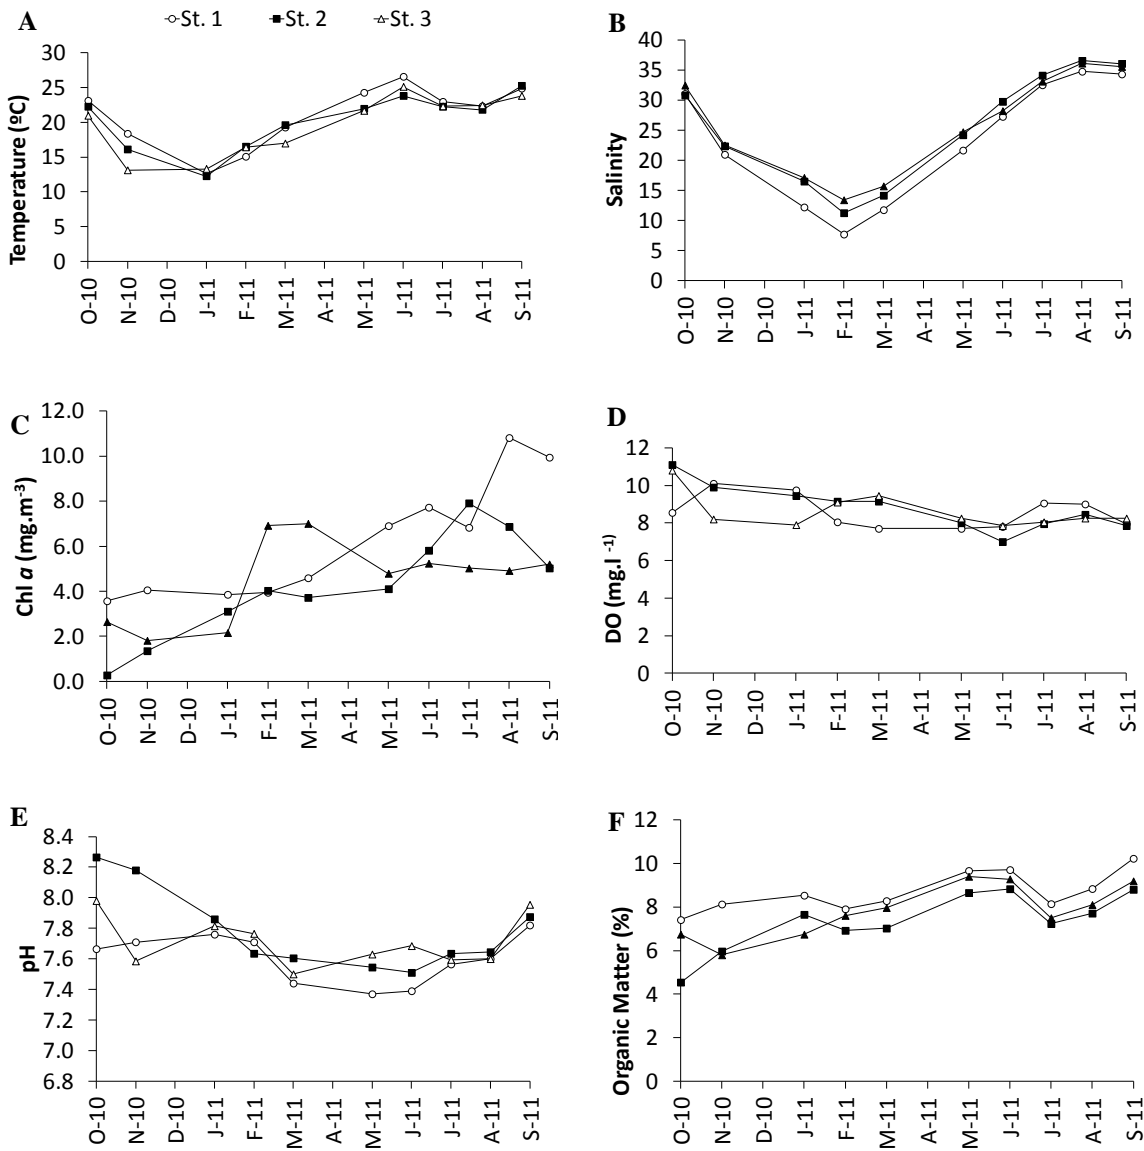 A
St. 1 St. 2 St. 3
30
25
20
15
10
5
0
Temperature (ºC)
O-10 N-10 D-10 J-11 F-11 M-11 A-11 M-11 J-11 J-11 A-11 S-11
B
40
35
30
25
20
15
10
5
0
Salinity
O-10 N-10 D-10 J-11 F-11 M-11 A-11 M-11 J-11 J-11 A-11 S-11
C
12.0
10.0
8.0
6.0
4.0
2.0
0.0
Chl a (mg.m-3)
O-10 N-10 D-10 J-11 F-11 M-11 A-11 M-11 J-11 J-11 A-11 S-11
D
12
10
8
6
4
2
0
DO (mg.l -1)
O-10 N-10 D-10 J-11 F-11 M-11 A-11 M-11 J-11 J-11 A-11 S-11
E
8.4
8.2
8.0
7.8
7.6
7.4
7.2
7.0
6.8
pH
O-10 N-10 D-10 J-11 F-11 M-11 A-11 M-11 J-11 J-11 A-11 S-11
F
12
10
8
6
4
2
0
Organic Matter (%)
O-10 N-10 D-10 J-11 F-11 M-11 A-11 M-11 J-11 J-11 A-11 S-11